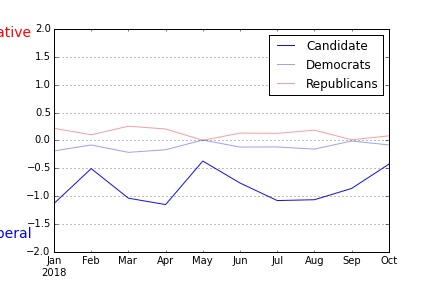 ative
beral
2.0
1.5
1.0
0.5
0.0
−0.5
−1.0
−1.5
−2.0
Candidate
Democrats
Republicans
Jan Feb Mar Apr May Jun Jul Aug Sep Oct
2018